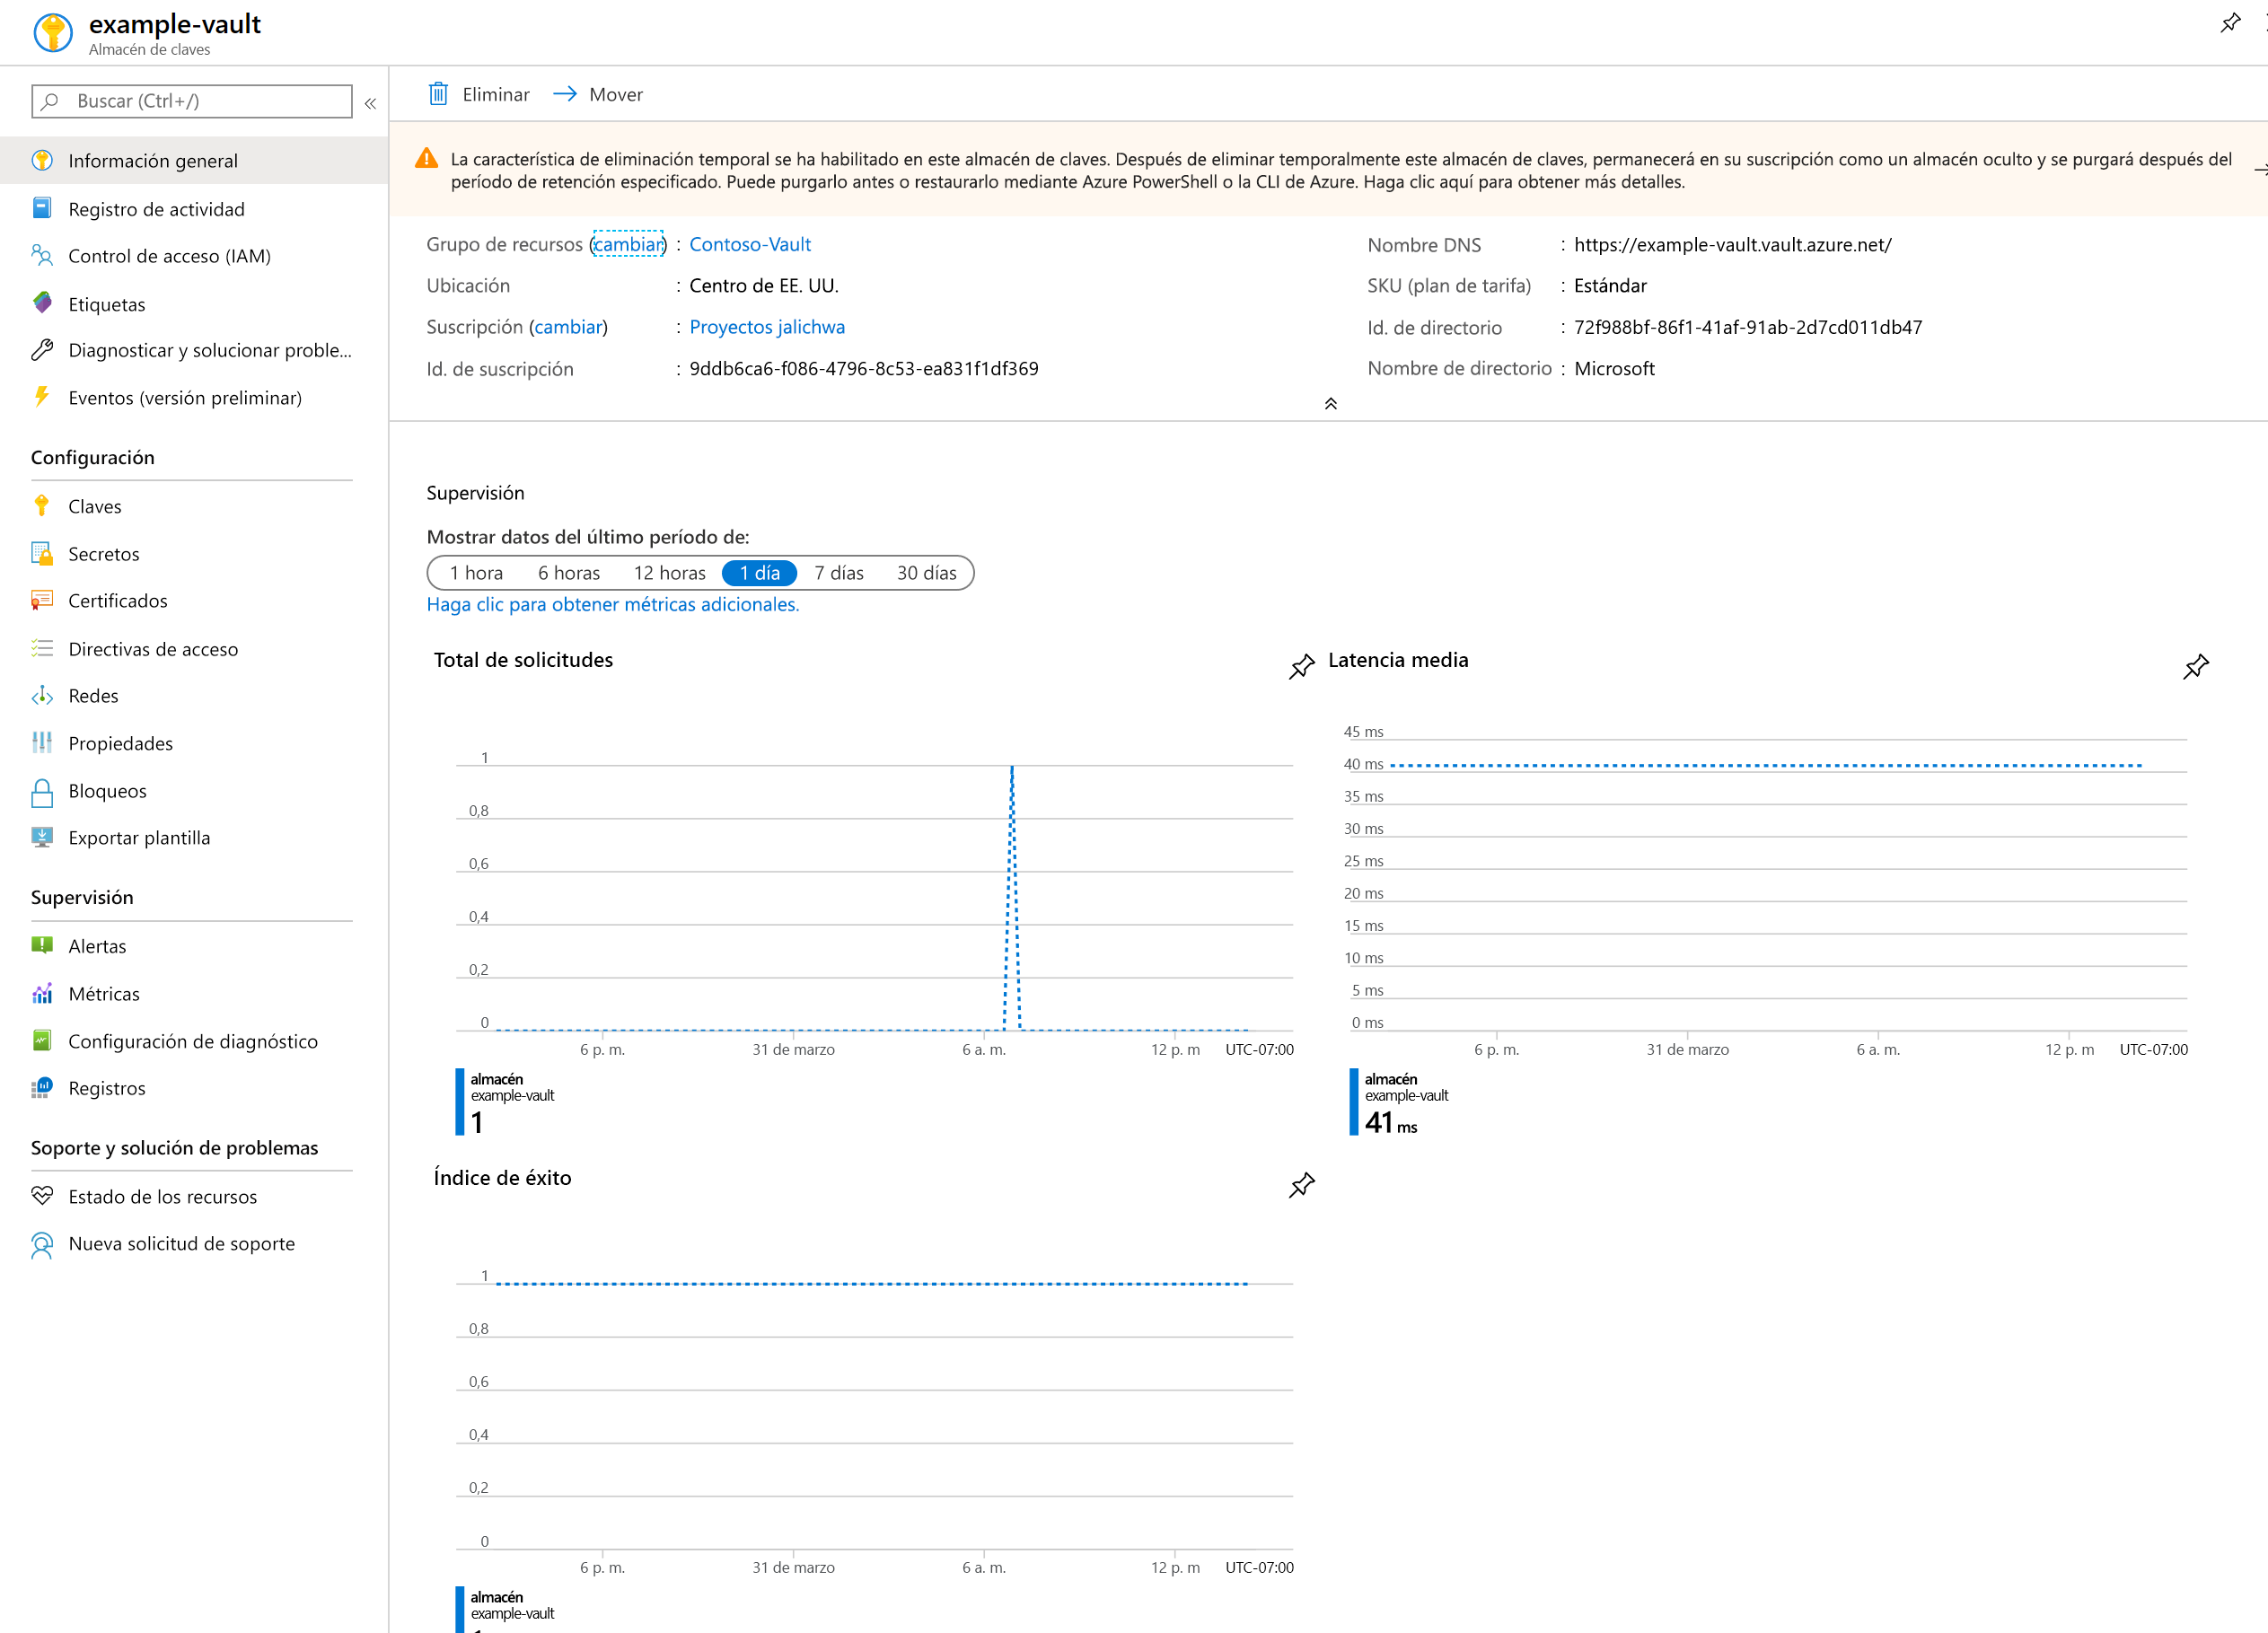 example-vault
Almacén de claves
Buscar (Ctrl+/)
«
Información general
Registro de actividad
Control de acceso (IAM)
Etiquetas
Diagnosticar y solucionar proble...
Eventos (versión preliminar)
Configuración
Claves
Secretos
Certificados
Directivas de acceso
Redes
Propiedades
Bloqueos
Exportar plantilla
Supervisión
Alertas
Métricas
Configuración de diagnóstico
Registros
Soporte y solución de problemas
Estado de los recursos
Nueva solicitud de soporte
Eliminar
Mover
La característica de eliminación temporal se ha habilitado en este almacén de claves. Después de eliminar temporalmente este almacén de claves, permanecerá en su suscripción como un almacén oculto y se purgará después del
período de retención especificado. Puede purgarlo antes o restaurarlo mediante Azure PowerShell o la CLI de Azure. Haga clic aquí para obtener más detalles.
Grupo de recursos (cambiar) : Contoso-Vault
Ubicación : Centro de EE. UU.
Suscripción (cambiar) : Proyectos jalichwa
Id. de suscripción : 9ddb6ca6-f086-4796-8c53-ea831f1df369
Nombre DNS : https://example-vault.vault.azure.net/
SKU (plan de tarifa) : Estándar
Id. de directorio : 72f988bf-86f1-41af-91ab-2d7cd011db47
Nombre de directorio : Microsoft
Supervisión
Mostrar datos del último período de:
1 hora 6 horas 12 horas 1 día 7 días 30 días
Haga clic para obtener métricas adicionales.
Total de solicitudes
1
0,8
0,6
0,4
0,2
0
6 p. m. 31 de marzo 6 a. m. 12 p. m UTC-07:00
almacén
example-vault
1
Latencia media
45 ms
40 ms
35 ms
30 ms
25 ms
20 ms
15 ms
10 ms
5 ms
0 ms
6 p. m. 31 de marzo 6 a. m. 12 p. m UTC-07:00
almacén
example-vault
41 ms
Índice de éxito
1
0,8
0,6
0,4
0,2
0
6 p. m. 31 de marzo 6 a. m. 12 p. m UTC-07:00
almacén
example-vault